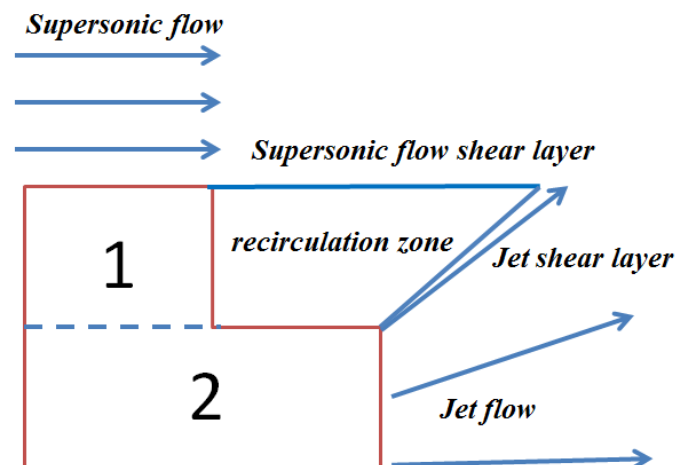 Supersonic flow
Supersonic flow shear layer
1
recirculation zone
Jet shear layer
2
Jet flow